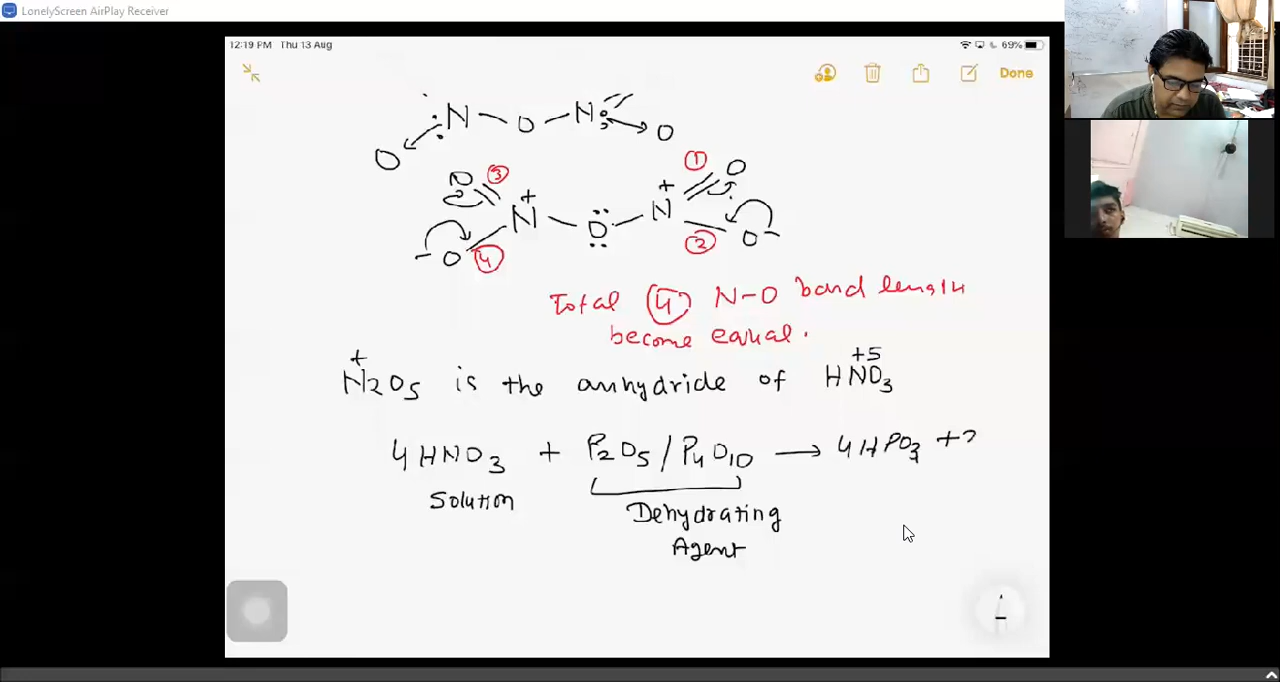 LonelyScreen AirPlay Receiver
12:19 PM Thu 13 Aug
69%
Done
N - O - N
O O
O ③ ① O
+ +
N - O - N
- O ④ ② O -
Total ④ N-O bond length
become equal.
+ +5
N2O5 is the anhydride of HNO3
4HNO3 + P2O5 / P4O10 → 4HPO3 + 2
Solution
Dehydrating
Agent